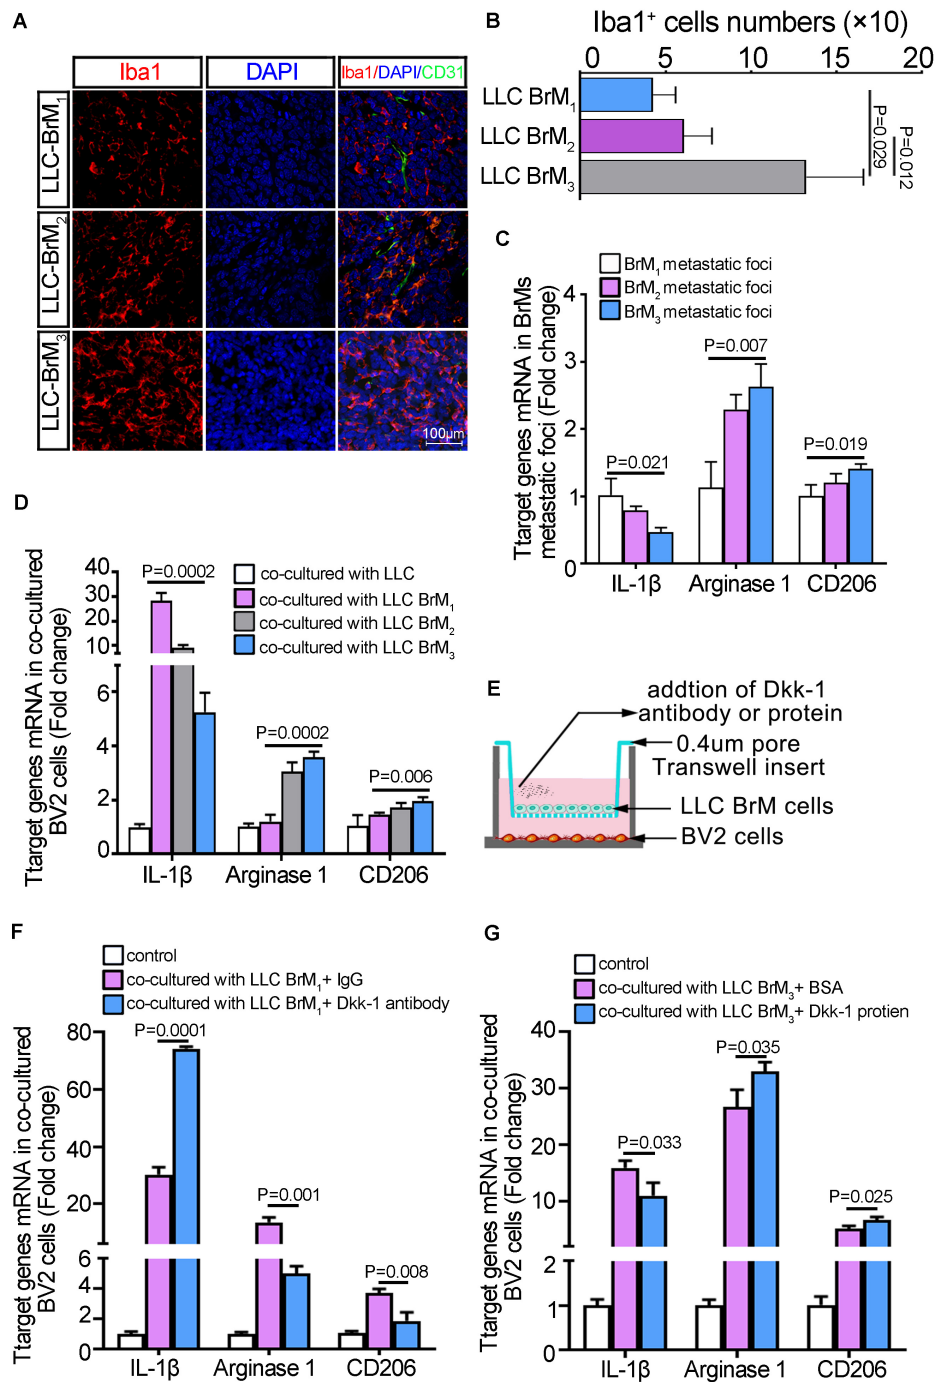 A
Iba1
DAPI
Iba1/DAPI/CD31
LLC-BrM1
LLC-BrM2
LLC-BrM3
100μm
B
Iba1+ cells numbers (×10)
0 5 10 15 20
LLC BrM1
LLC BrM2
LLC BrM3
P=0.029
P=0.012
C
BrM1 metastatic foci
BrM2 metastatic foci
BrM3 metastatic foci
Ttarget genes mRNA in BrMs
metastatic foci (Fold change)
4
3
2
1
0
P=0.021
P=0.007
P=0.019
IL-1β Arginase 1 CD206
D
co-cultured with LLC
co-cultured with LLC BrM1
co-cultured with LLC BrM2
co-cultured with LLC BrM3
Ttarget genes mRNA in co-cultured
BV2 cells (Fold change)
40
30
20
10
6
4
2
0
P=0.0002
P=0.0002
P=0.006
IL-1β Arginase 1 CD206
E
addtion of Dkk-1
antibody or protein
0.4um pore
Transwell insert
LLC BrM cells
BV2 cells
F
control
co-cultured with LLC BrM1+ IgG
co-cultured with LLC BrM1+ Dkk-1 antibody
Ttarget genes mRNA in co-cultured
BV2 cells (Fold change)
80
60
40
20
6
4
2
0
P=0.0001
P=0.001
P=0.008
IL-1β Arginase 1 CD206
G
control
co-cultured with LLC BrM3+ BSA
co-cultured with LLC BrM3+ Dkk-1 protien
Ttarget genes mRNA in co-cultured
BV2 cells (Fold change)
40
30
20
10
2
1
0
P=0.033
P=0.035
P=0.025
IL-1β Arginase 1 CD206